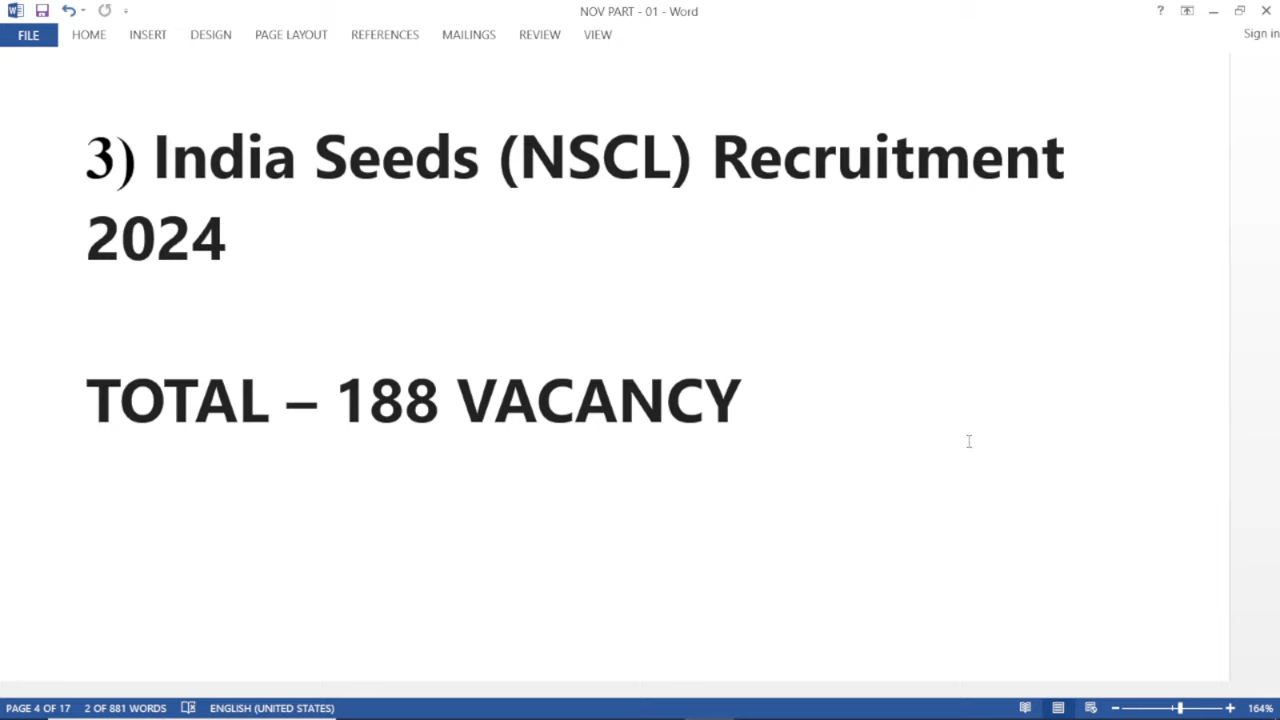 NOV PART - 01 - Word
?
FILE HOME INSERT DESIGN PAGE LAYOUT REFERENCES MAILINGS REVIEW VIEW Sign in
3) India Seeds (NSCL) Recruitment
2024
TOTAL – 188 VACANCY
PAGE 4 OF 17 2 OF 881 WORDS ENGLISH (UNITED STATES) 164%